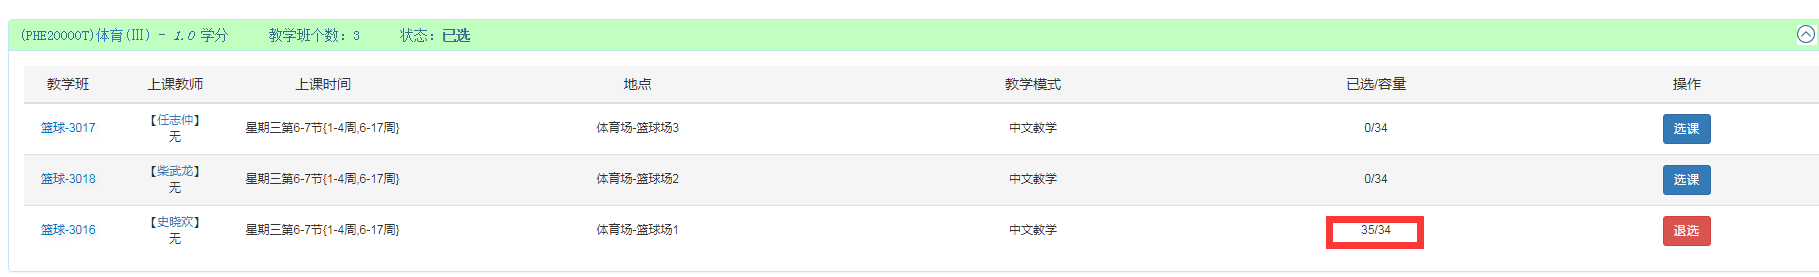 (PHE20000T)体育(Ⅲ) - 1.0 学分 教学班个数：3 状态：已选
教学班 上课教师 上课时间 地点 教学模式 已选/容量 操作
篮球-3017 【任志仲】 无 星期三第6-7节{1-4周,6-17周} 体育场-篮球场3 中文教学 0/34 选课
篮球-3018 【柴武龙】 无 星期三第6-7节{1-4周,6-17周} 体育场-篮球场2 中文教学 0/34 选课
篮球-3016 【史晓欢】 无 星期三第6-7节{1-4周,6-17周} 体育场-篮球场1 中文教学 35/34 退选